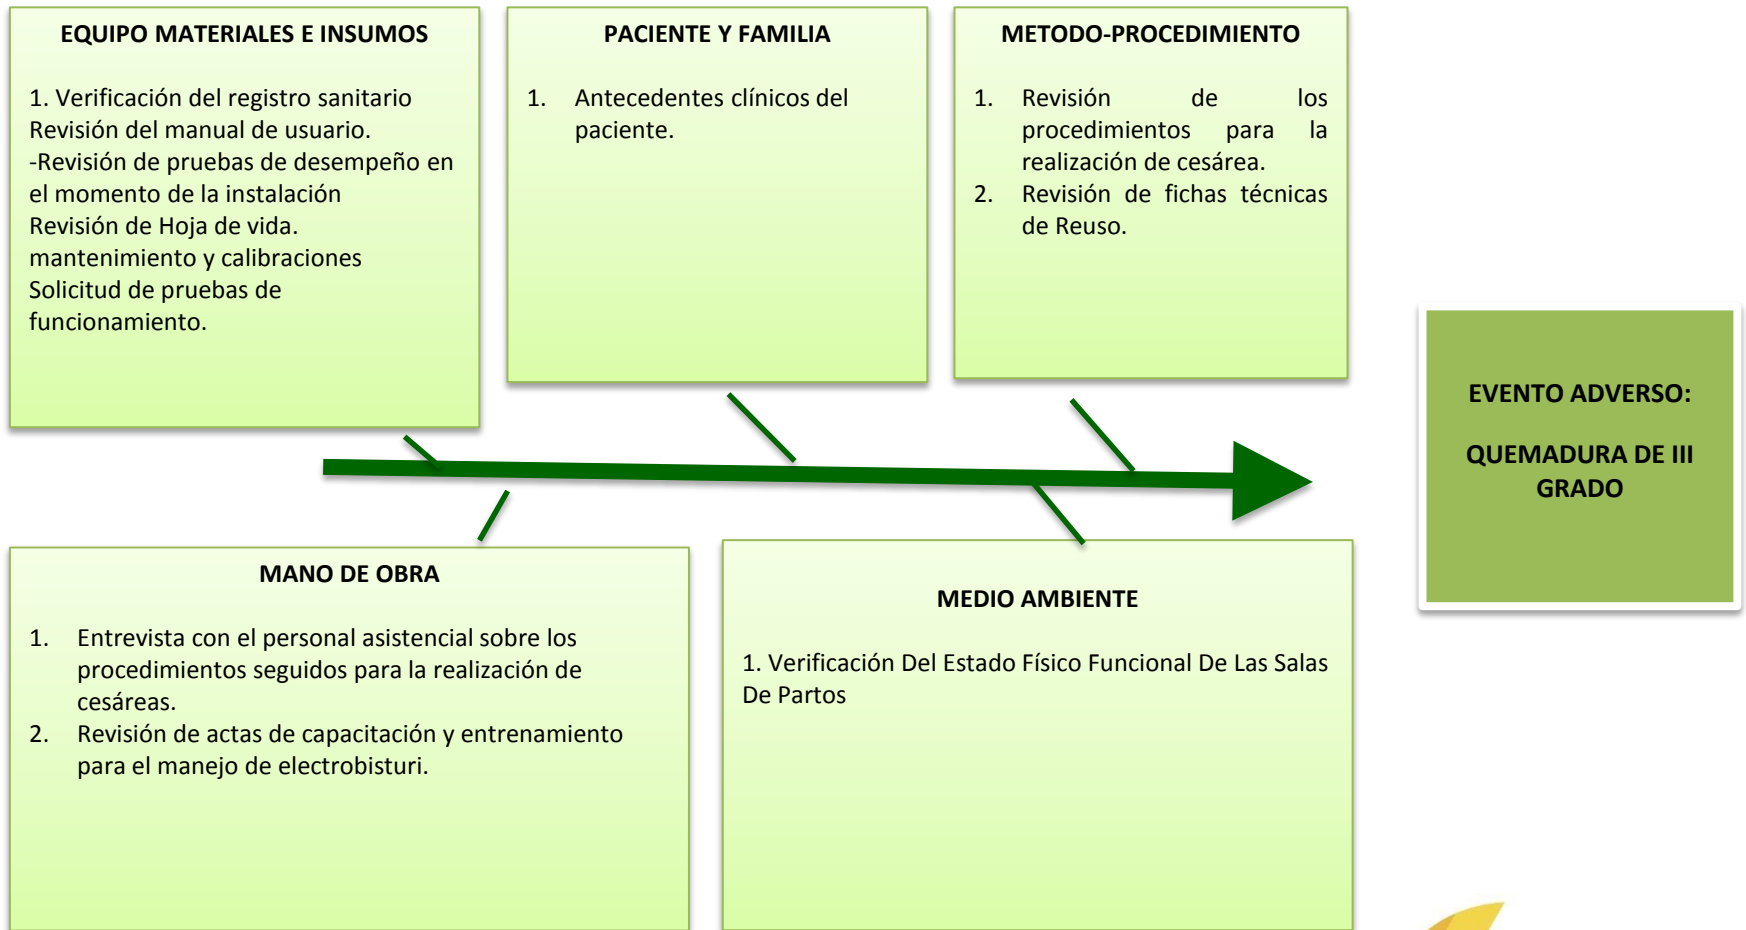 EQUIPO MATERIALES E INSUMOS
1. Verificación del registro sanitario
Revisión del manual de usuario.
-Revisión de pruebas de desempeño en
el momento de la instalación
Revisión de Hoja de vida.
mantenimiento y calibraciones
Solicitud de pruebas de
funcionamiento.
PACIENTE Y FAMILIA
1. Antecedentes clínicos del
paciente.
METODO-PROCEDIMIENTO
1. Revisión de los
procedimientos para la
realización de cesárea.
2. Revisión de fichas técnicas
de Reuso.
EVENTO ADVERSO:
QUEMADURA DE III
GRADO
MANO DE OBRA
1. Entrevista con el personal asistencial sobre los
procedimientos seguidos para la realización de
cesáreas.
2. Revisión de actas de capacitación y entrenamiento
para el manejo de electrobisturi.
MEDIO AMBIENTE
1. Verificación Del Estado Físico Funcional De Las Salas
De Partos